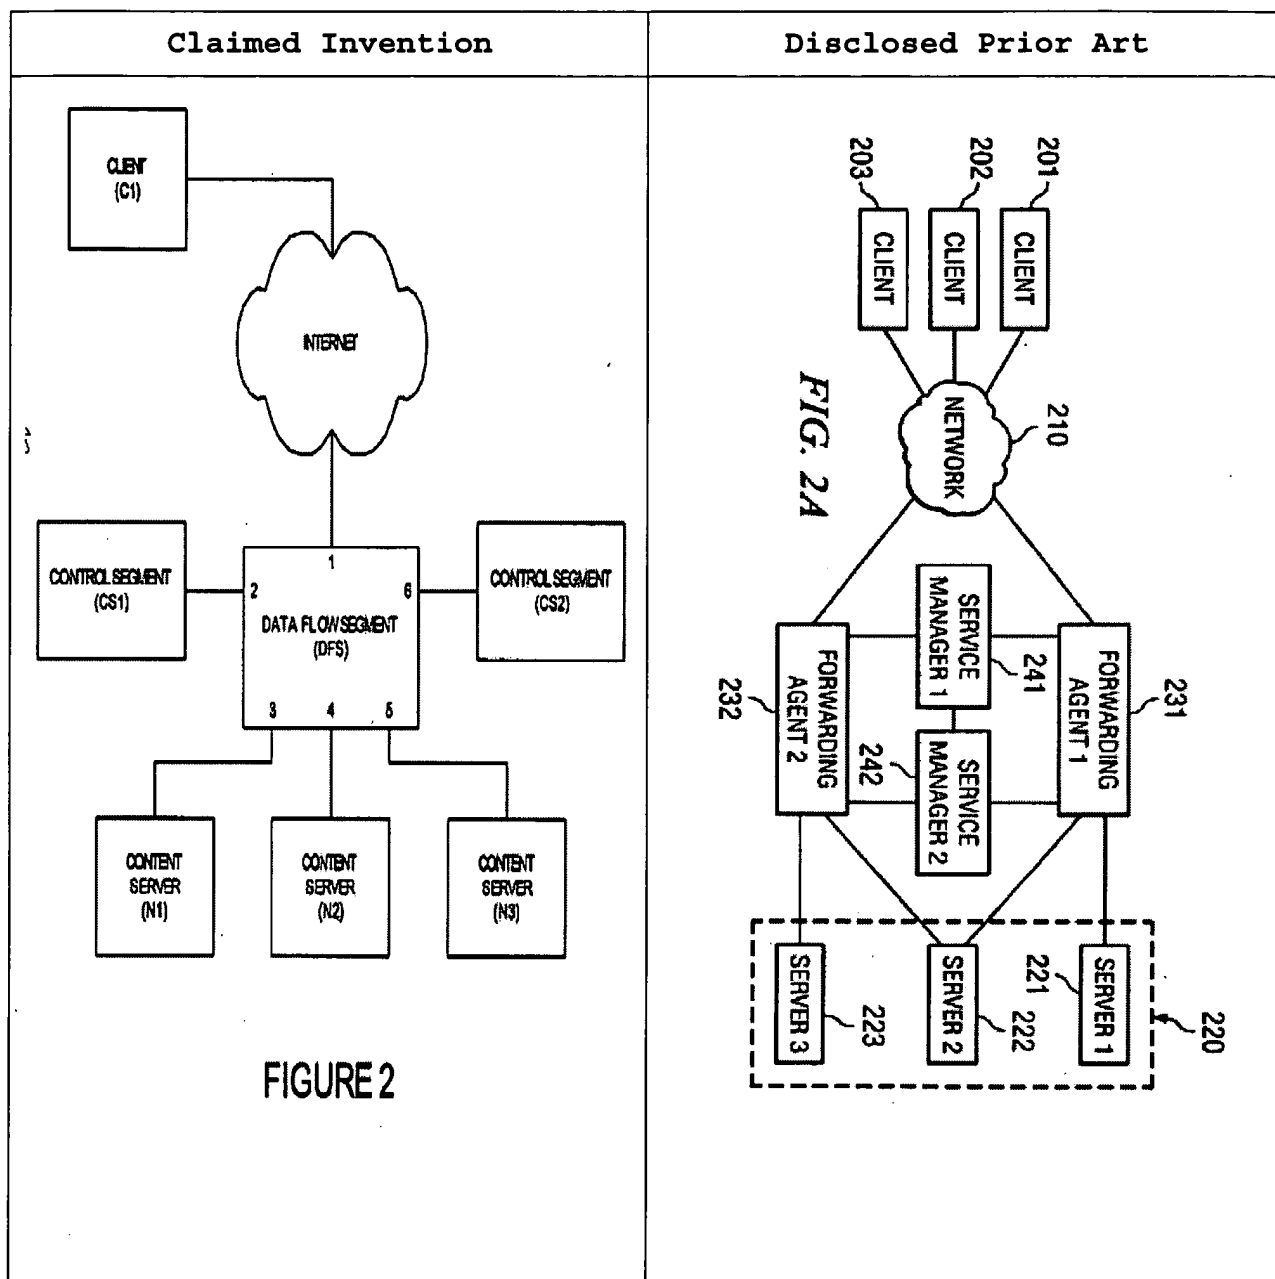 Claimed Invention
Disclosed Prior Art
CLIENT
(C1)
INTERNET
CONTROL SEGMENT
(CS1)
1
2
6
DATA FLOW SEGMENT
(DFS)
3
4
5
CONTROL SEGMENT
(CS2)
CONTENT
SERVER
(N1)
CONTENT
SERVER
(N2)
CONTENT
SERVER
(N3)
FIGURE 2
201
CLIENT
202
CLIENT
203
CLIENT
210
NETWORK
FIG. 2A
231
FORWARDING
AGENT 1
241
SERVICE
MANAGER 1
242
SERVICE
MANAGER 2
FORWARDING
AGENT 2
232
220
221
SERVER 1
SERVER 2
222
SERVER 3
223